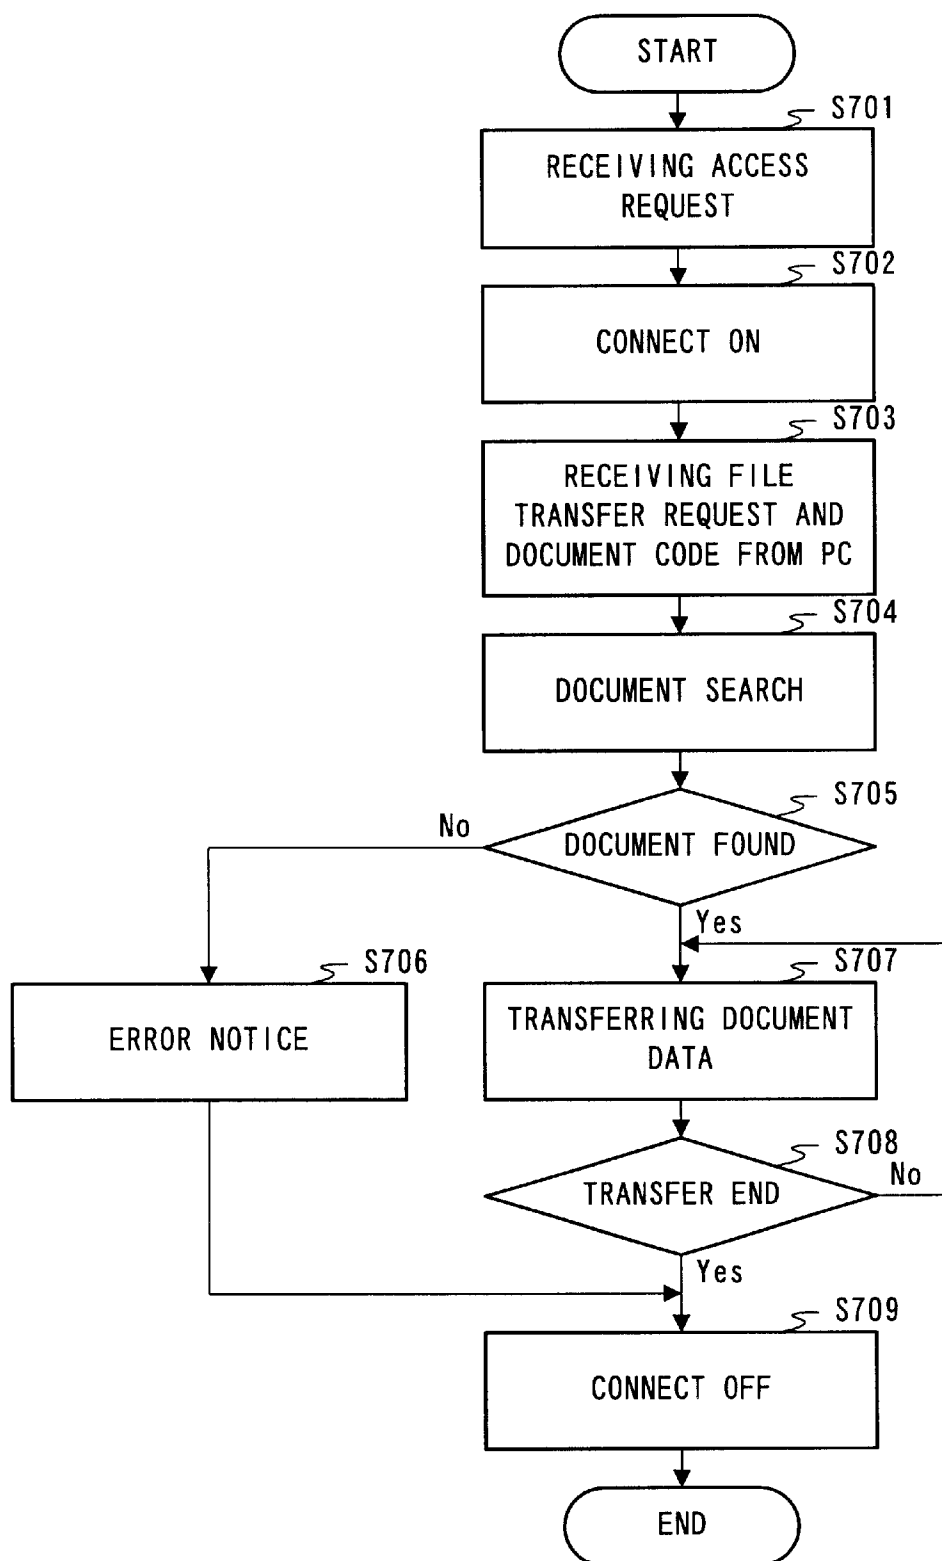 START
S701
RECEIVING ACCESS
REQUEST
S702
CONNECT ON
S703
RECEIVING FILE
TRANSFER REQUEST AND
DOCUMENT CODE FROM PC
S704
DOCUMENT SEARCH
S705
No
DOCUMENT FOUND
Yes
S706
S707
ERROR NOTICE
TRANSFERRING DOCUMENT
DATA
S708
No
TRANSFER END
Yes
S709
CONNECT OFF
END